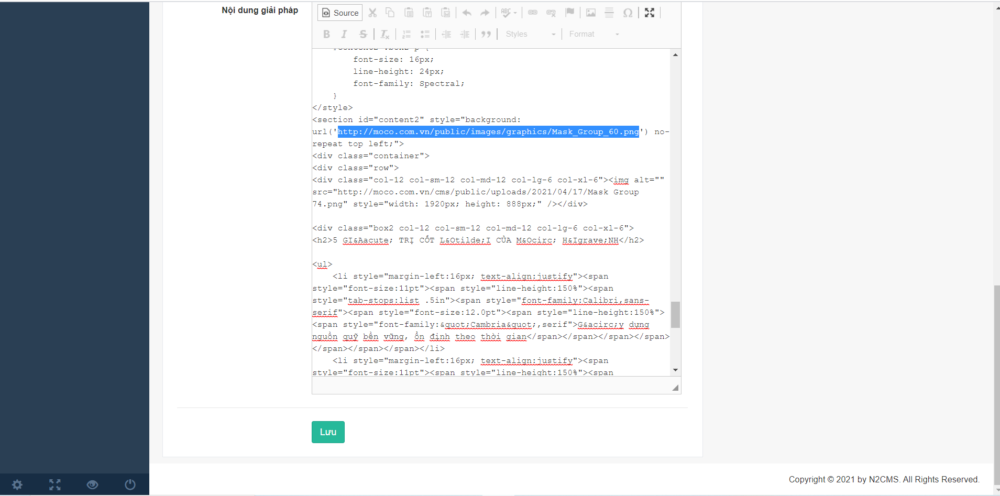 Nội dung giải pháp
Source
ABC
B I S Tx
Styles
Format
font-size: 16px;
line-height: 24px;
font-family: Spectral;
}
</style>
<section id="content2" style="background:
url('http://moco.com.vn/public/images/graphics/Mask_Group_60.png') no-
repeat top left;">
<div class="container">
<div class="row">
<div class="col-12 col-sm-12 col-md-12 col-lg-6 col-xl-6"><img alt=""
src="http://moco.com.vn/cms/public/uploads/2021/04/17/Mask Group
74.png" style="width: 1920px; height: 888px;" /></div>
<div class="box2 col-12 col-sm-12 col-md-12 col-lg-6 col-xl-6">
<h2>5 GI&Aacute; TRỊ CỐT L&Otilde;I CỦA M&Ocirc; H&Igrave;NH</h2>
<ul>
<li style="margin-left:16px; text-align:justify"><span
style="font-size:11pt"><span style="line-height:150%"><span
style="tab-stops:list .5in"><span style="font-family:Calibri,sans-
serif"><span style="font-size:12.0pt"><span style="line-height:150%">
<span style="font-family:&quot;Cambria&quot;,serif">G&acirc;y dựng
nguồn quỹ bền vững, ổn định theo thời gian</span></span></span></span>
</span></span></span></li>
<li style="margin-left:16px; text-align:justify"><span
style="font-size:11pt"><span style="line-height:150%"><span
Lưu
Copyright © 2021 by N2CMS. All Rights Reserved.